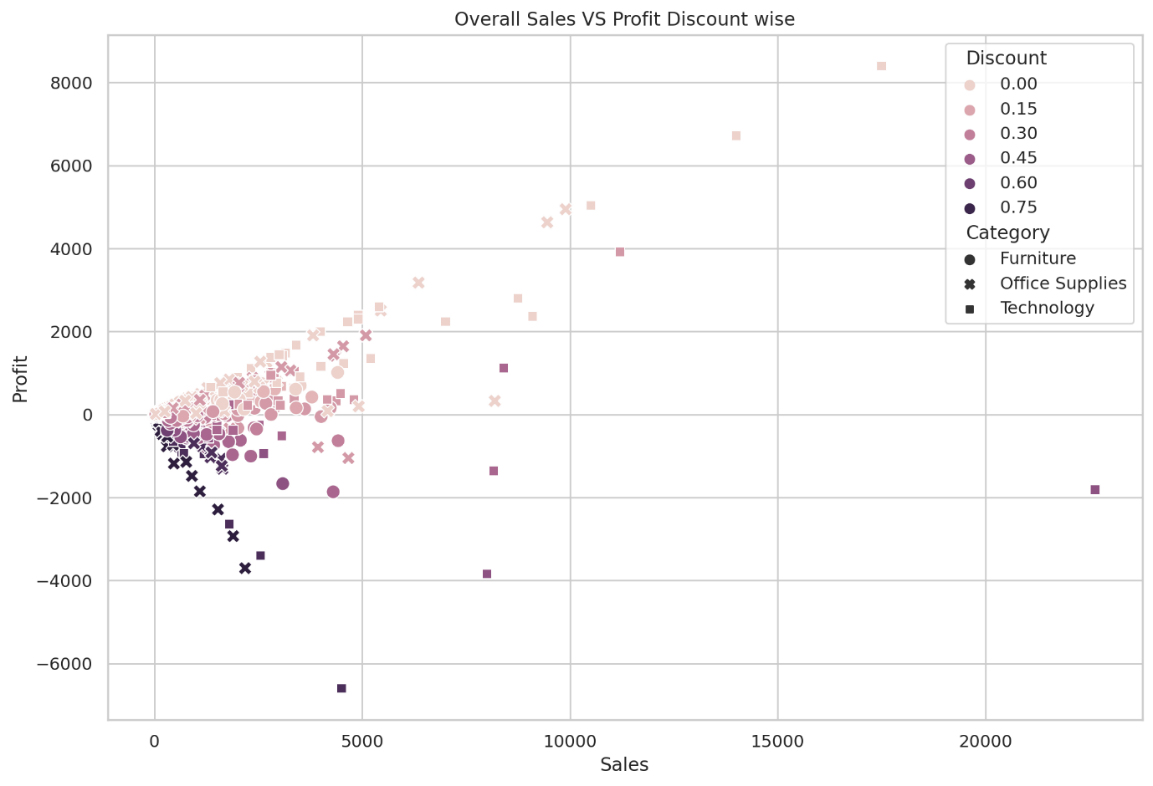 Overall Sales VS Profit Discount wise
Profit
8000
6000
4000
2000
0
−2000
−4000
−6000
Discount
0.00
0.15
0.30
0.45
0.60
0.75
Category
Furniture
Office Supplies
Technology
0 5000 10000 15000 20000
Sales